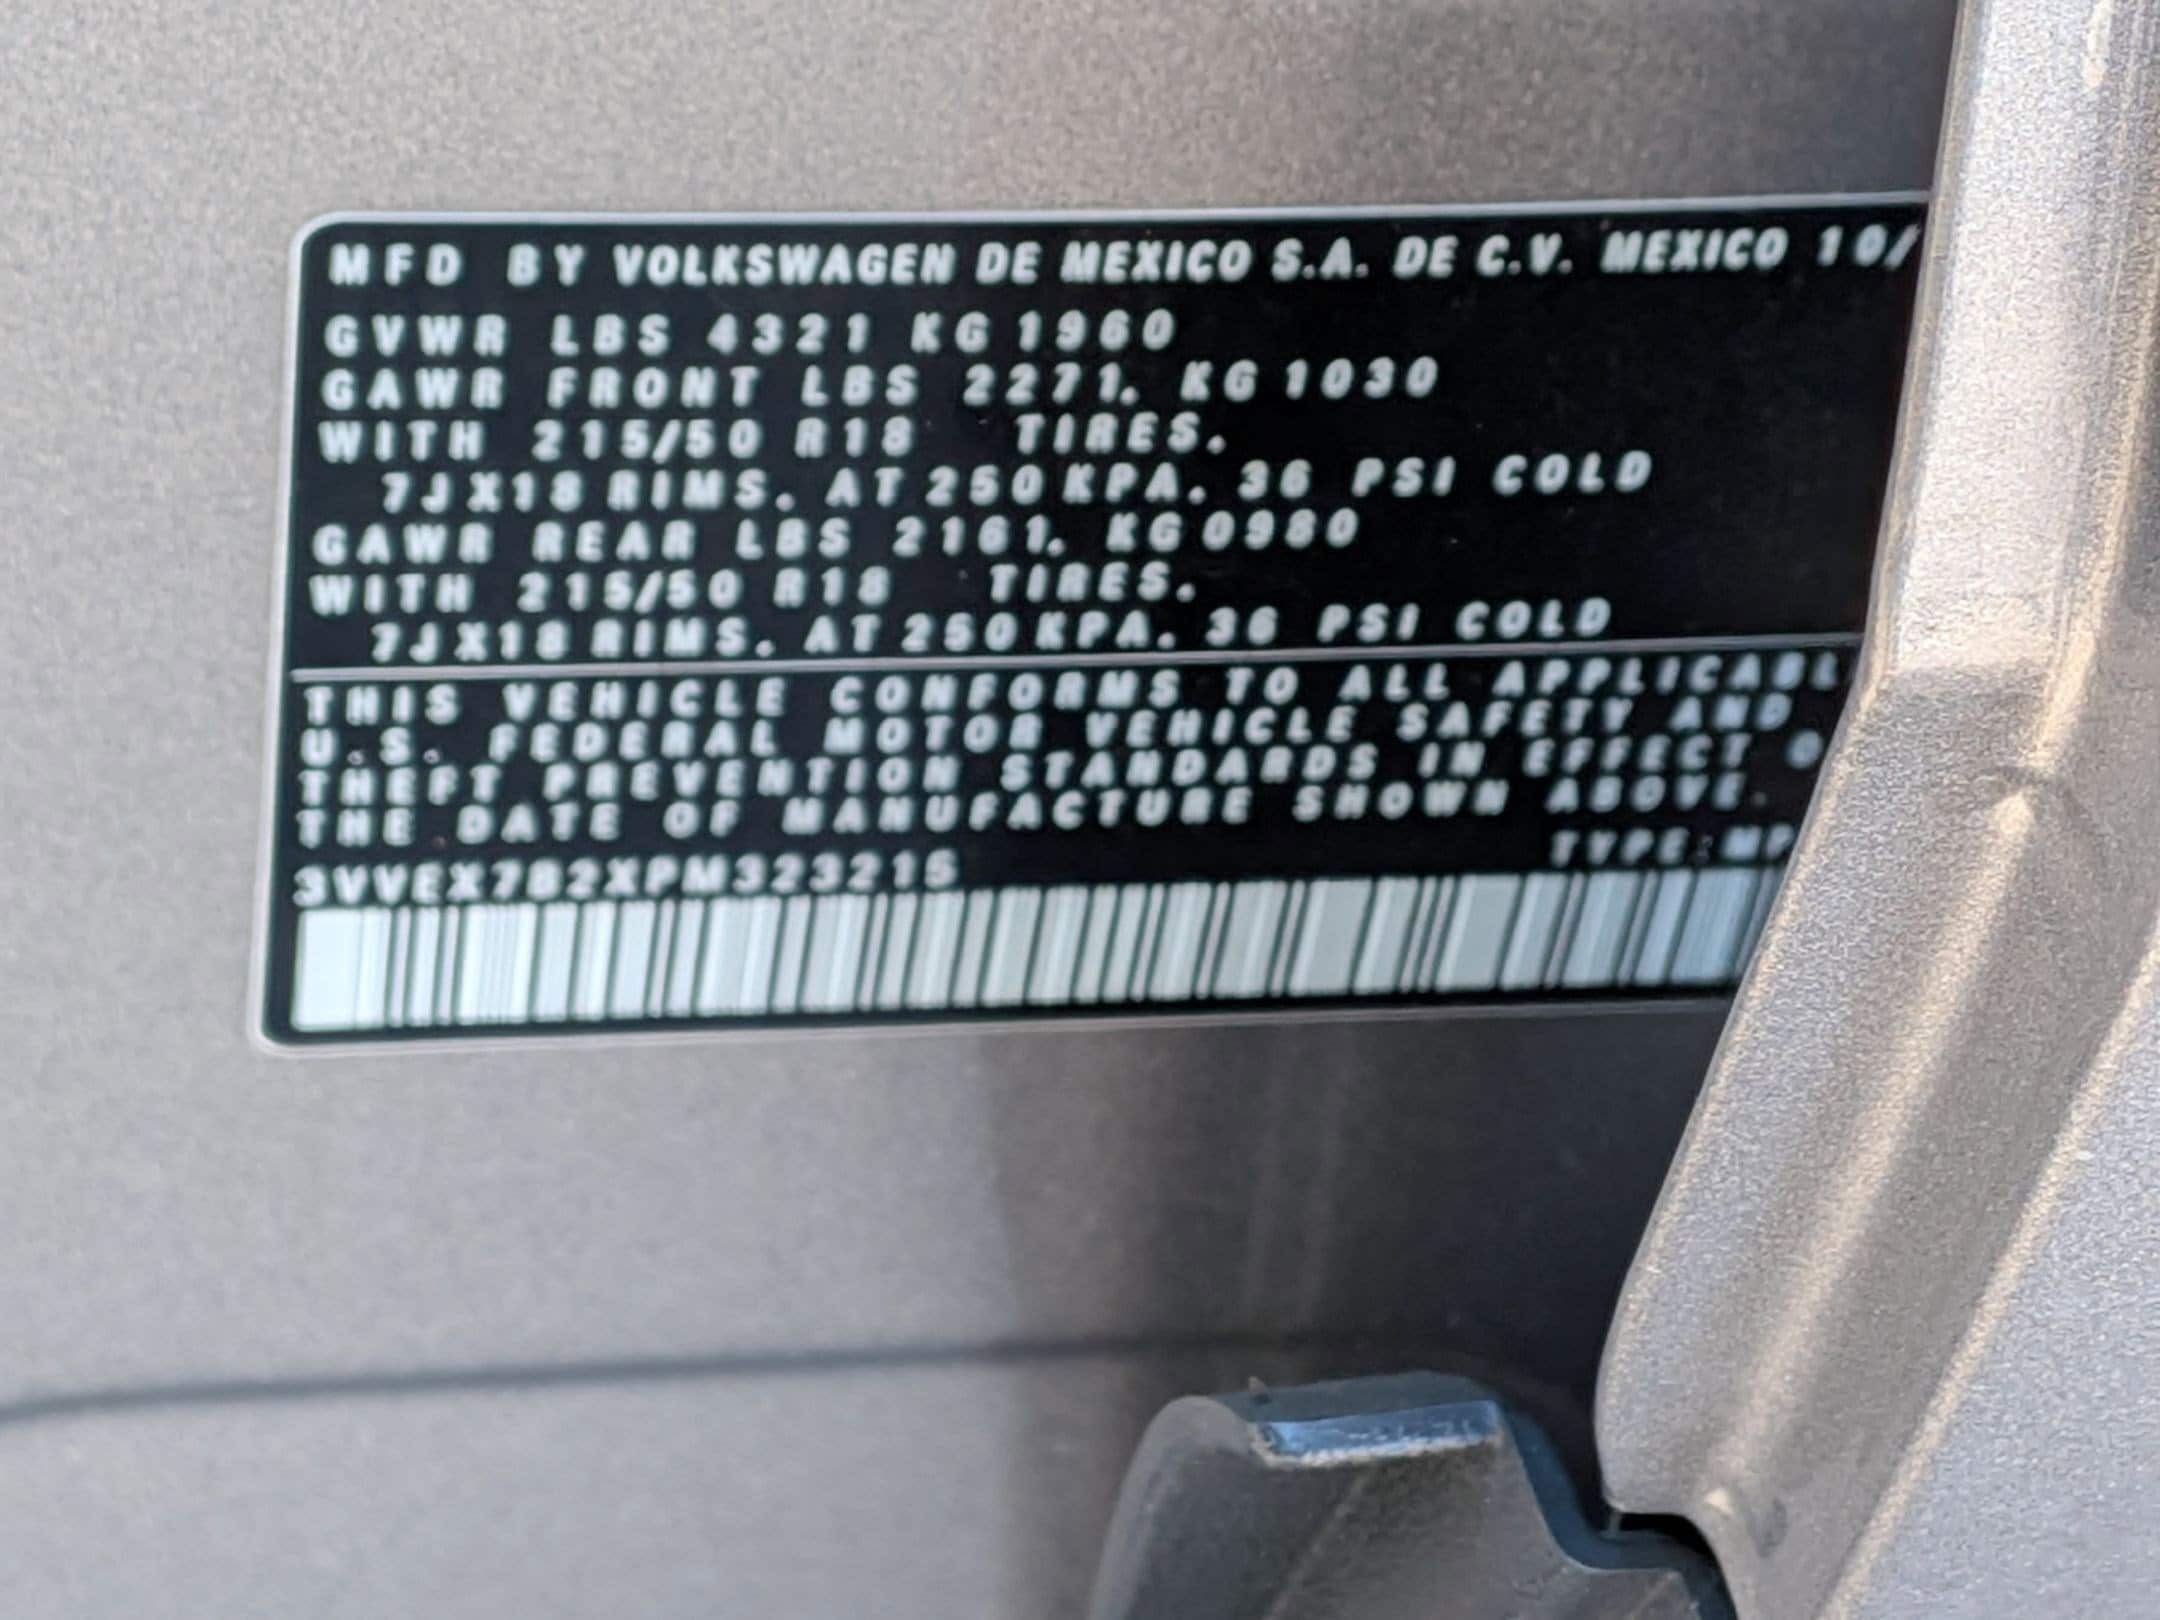 MFD BY VOLKSWAGEN DE MEXICO S.A. DE C.V. MEXICO 10/
GVWR LBS 4321 KG 1960
GAWR FRONT LBS 2271. KG 1030
WITH 215/50 R18 TIRES.
7JX18 RIMS. AT 250 KPA. 36 PSI COLD
GAWR REAR LBS 2161. KG 0980
WITH 215/50 R18 TIRES.
7JX18 RIMS. AT 250 KPA. 36 PSI COLD
THIS VEHICLE CONFORMS TO ALL APPLICABL
U.S. FEDERAL MOTOR VEHICLE SAFETY AND
THEFT PREVENTION STANDARDS IN EFFECT O
THE DATE OF MANUFACTURE SHOWN ABOVE.
TYPE:MP
3VVEX7B2XPM323215